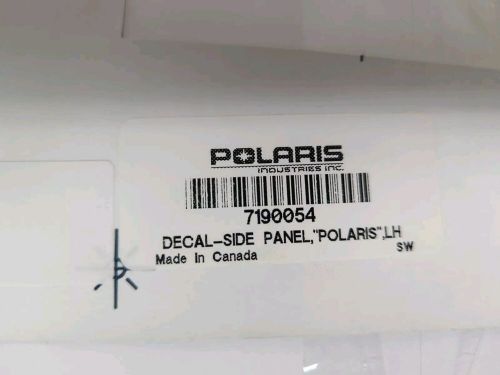 POLARIS
INDUSTRIES INC.
7190054
DECAL-SIDE PANEL,"POLARIS",LH
Made In Canada SW